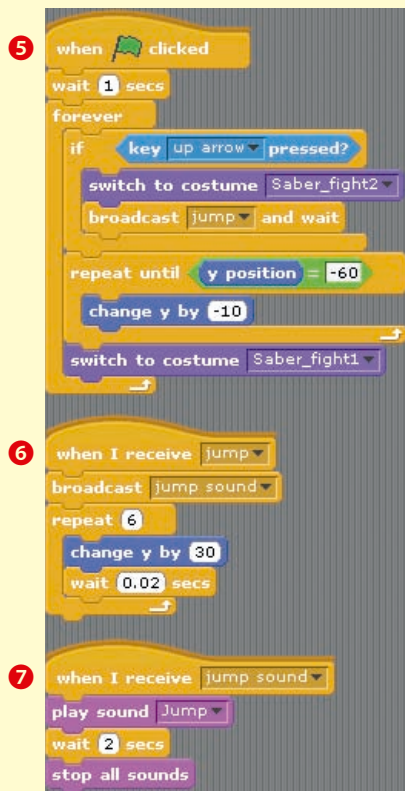 5 when clicked
wait 1 secs
forever
if key up arrow pressed?
switch to costume Saber_fight2
broadcast jump and wait
repeat until y position = -60
change y by -10
switch to costume Saber_fight1
6 when I receive jump
broadcast jump sound
repeat 6
change y by 30
wait 0.02 secs
7 when I receive jump sound
play sound Jump
wait 2 secs
stop all sounds